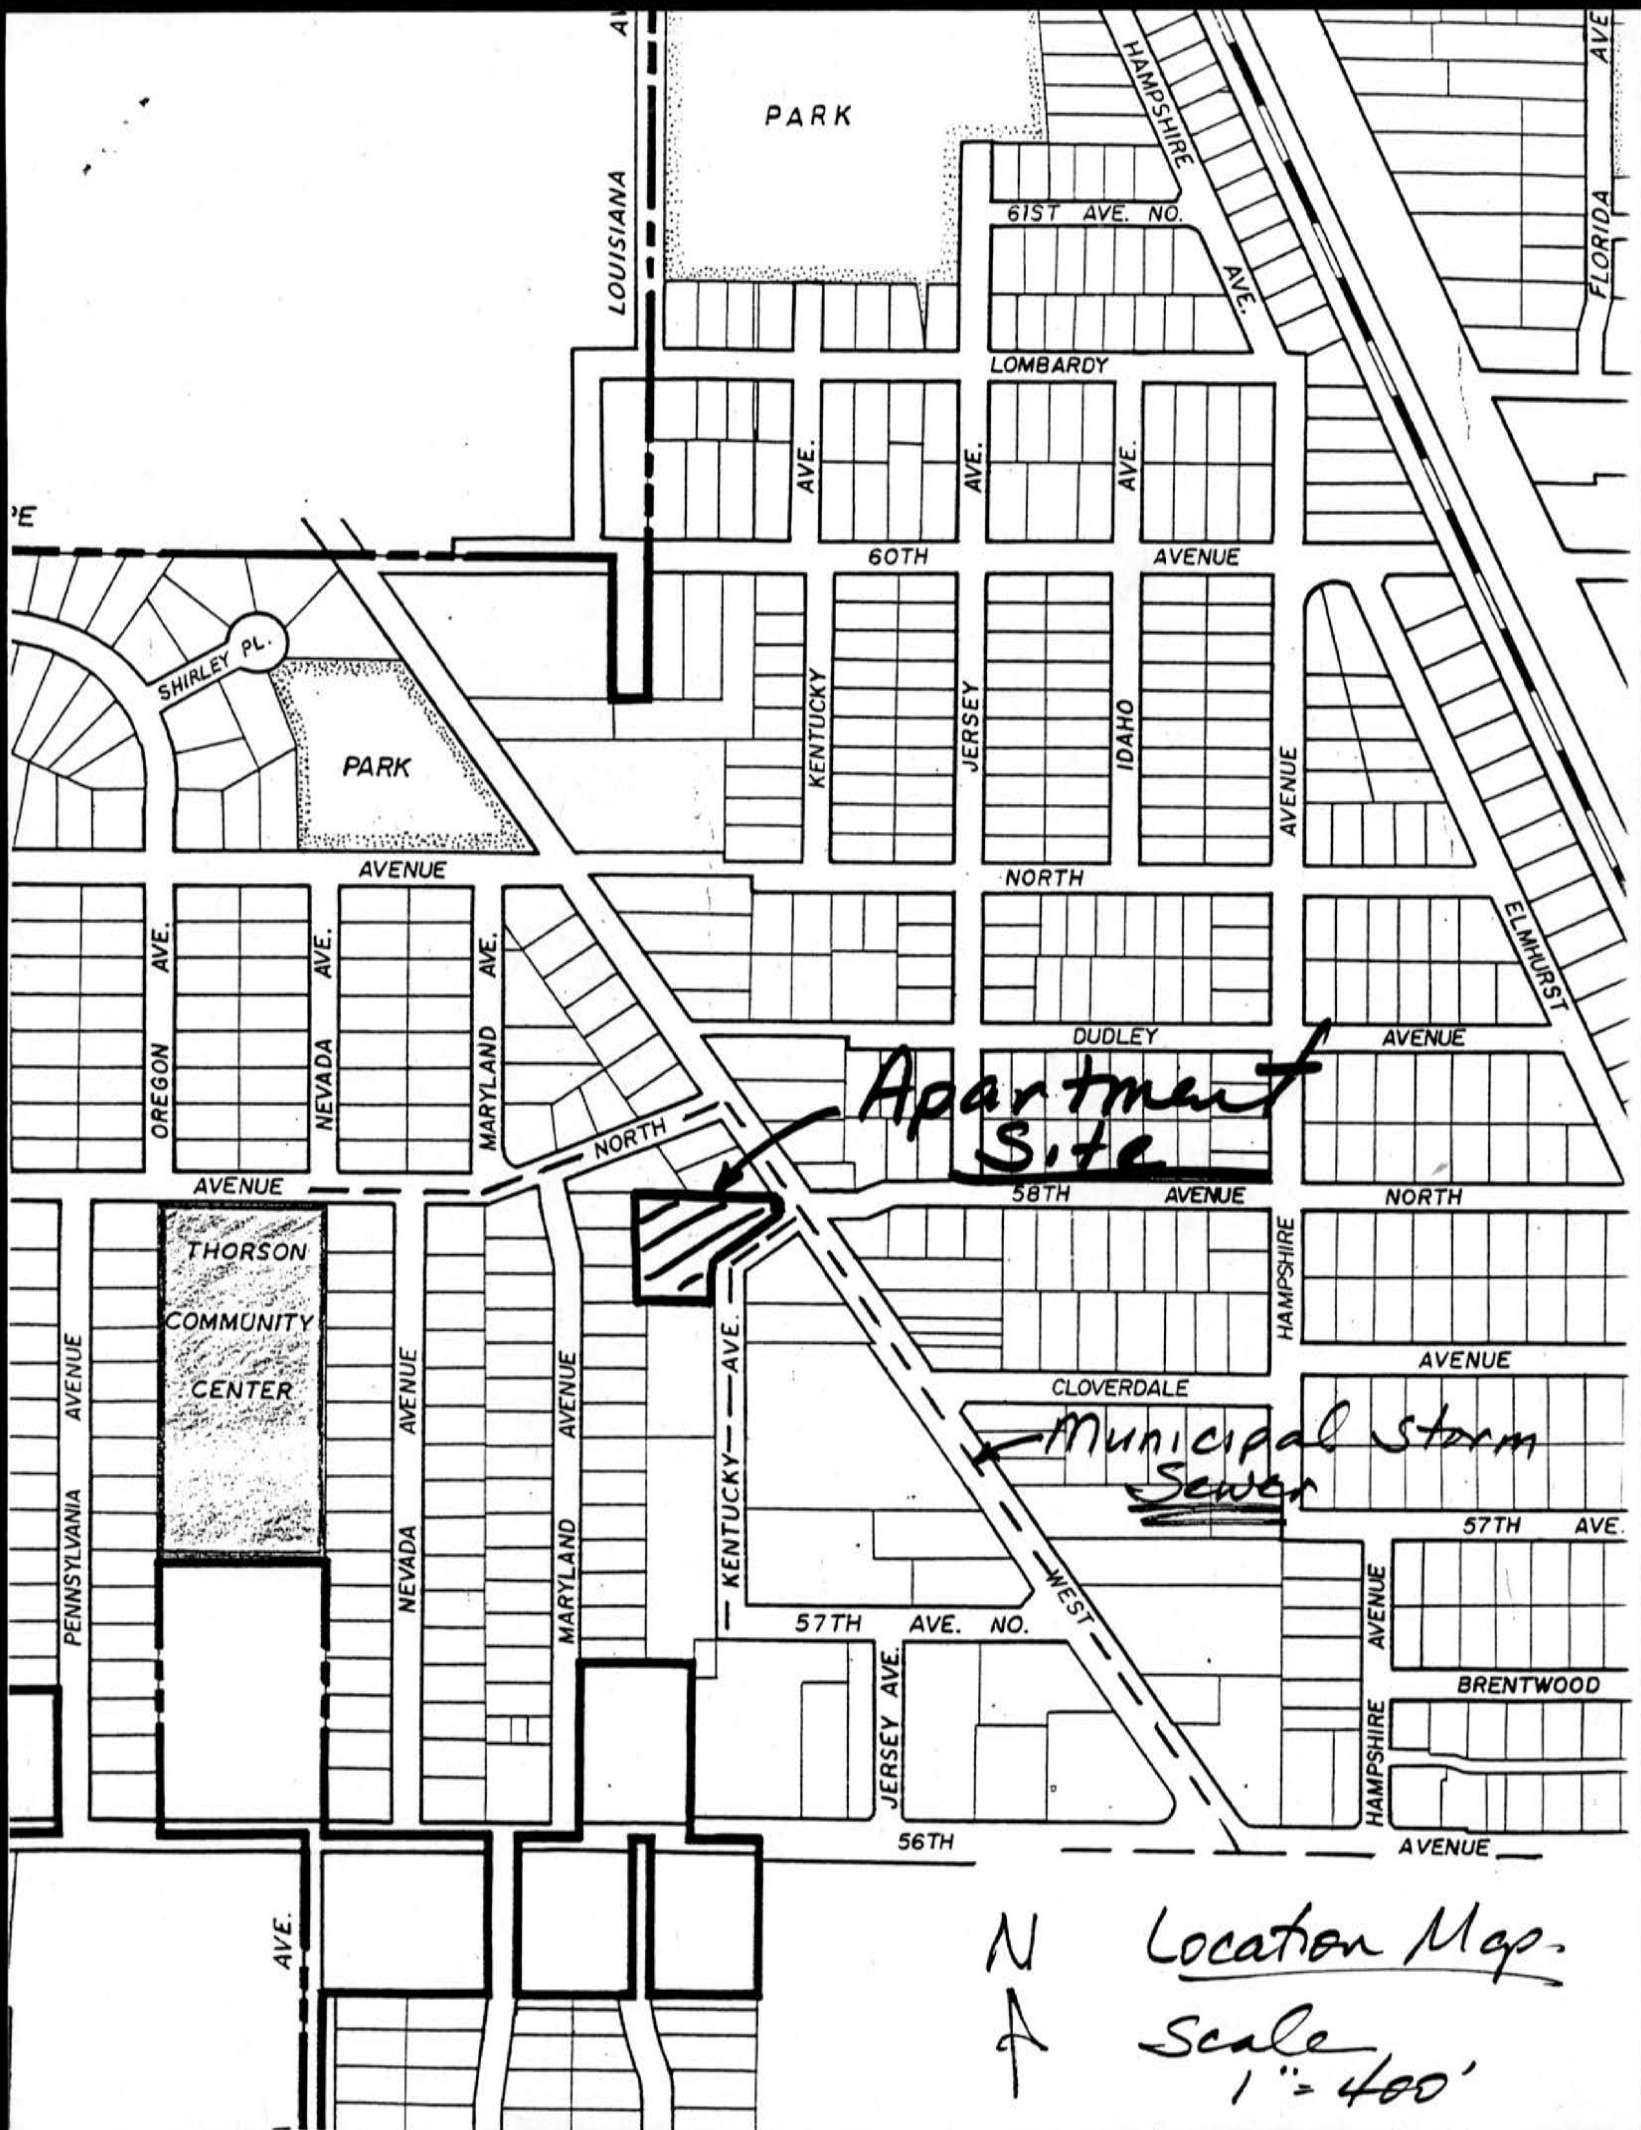 AV
PARK
HAMPSHIRE
AVE
LOUISIANA
61ST AVE. NO.
FLORIDA
AVE.
LOMBARDY
AVE.
AVE.
AVE.
60TH AVENUE
SHIRLEY PL.
PARK
KENTUCKY
JERSEY
IDAHO
AVENUE
AVENUE
NORTH
ELMHURST
AVE.
AVE.
AVE.
OREGON
NEVADA
MARYLAND
DUDLEY AVENUE
Apartment
Site
NORTH
AVENUE
58TH AVENUE NORTH
THORSON
COMMUNITY
CENTER
HAMPSHIRE
PENNSYLVANIA AVENUE
NEVADA AVENUE
MARYLAND AVENUE
KENTUCKY AVE.
AVENUE
CLOVERDALE
Municipal Storm
Sewer
57TH AVE.
WEST
57TH AVE. NO.
AVENUE
JERSEY AVE.
BRENTWOOD
HAMPSHIRE
56TH AVENUE
AVE.
N
Location Map.
Scale
1"=400'